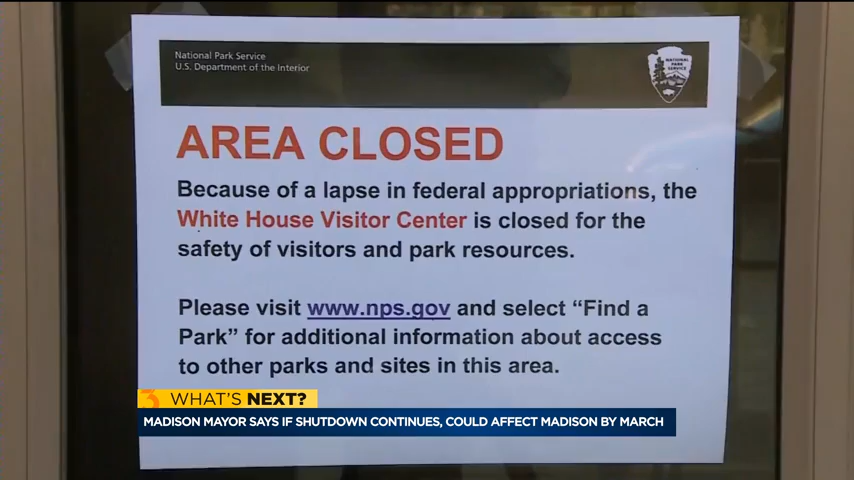 National Park Service
U.S. Department of the Interior
NATIONAL
PARK
SERVICE
AREA CLOSED
Because of a lapse in federal appropriations, the
White House Visitor Center is closed for the
safety of visitors and park resources.
Please visit www.nps.gov and select “Find a
Park” for additional information about access
to other parks and sites in this area.
3 WHAT'S NEXT?
MADISON MAYOR SAYS IF SHUTDOWN CONTINUES, COULD AFFECT MADISON BY MARCH